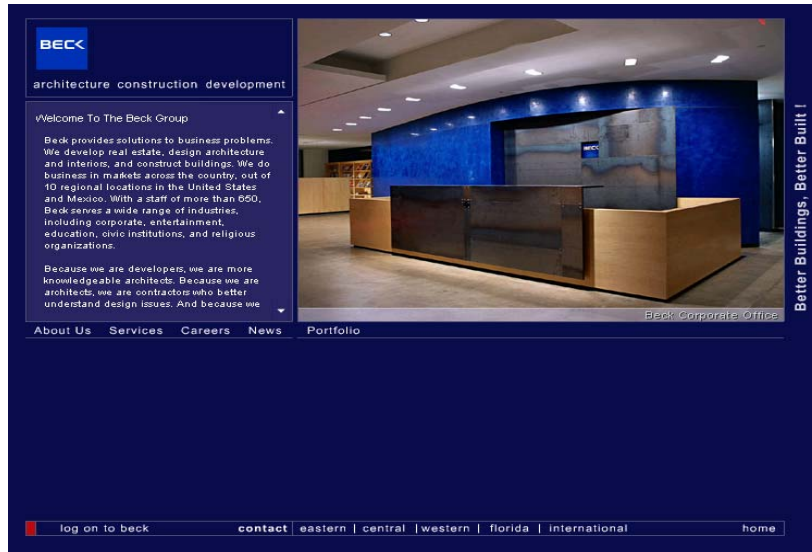 BECK
architecture construction development
Welcome To The Beck Group
Beck provides solutions to business problems.
We develop real estate, design architecture
and interiors, and construct buildings. We do
business in markets across the country, out of
10 regional locations in the United States
and Mexico. With a staff of more than 650,
Beck serves a wide range of industries,
including corporate, entertainment,
education, civic institutions, and religious
organizations.
Because we are developers, we are more
knowledgeable architects. Because we are
architects, we are contractors who better
understand design issues. And because we
BECK
Beck Corporate Office
Better Buildings, Better Built !
About Us Services Careers News Portfolio
log on to beck contact eastern | central | western | florida | international home